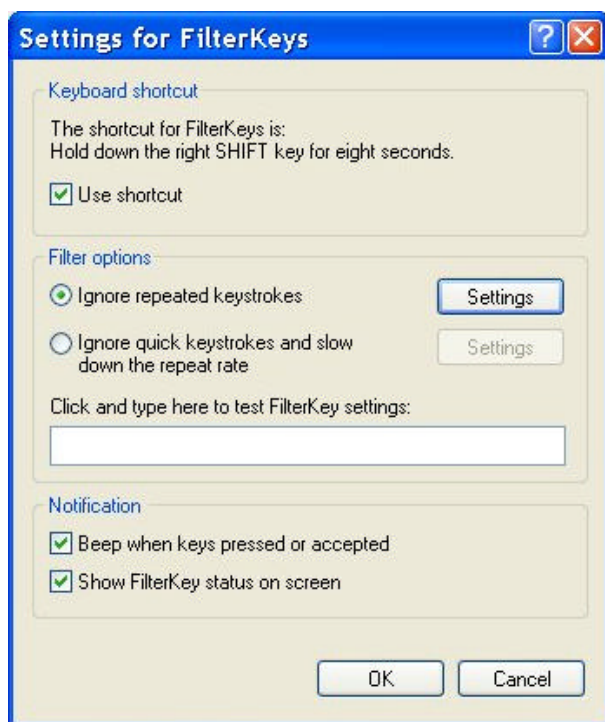 Settings for FilterKeys
?
Keyboard shortcut
The shortcut for FilterKeys is:
Hold down the right SHIFT key for eight seconds.
Use shortcut
Filter options
Ignore repeated keystrokes
Settings
Ignore quick keystrokes and slow
down the repeat rate
Settings
Click and type here to test FilterKey settings:
Notification
Beep when keys pressed or accepted
Show FilterKey status on screen
OK
Cancel